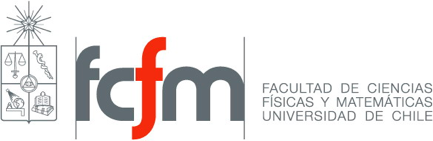 fcfm
FACULTAD DE CIENCIAS
FÍSICAS Y MATEMÁTICAS
UNIVERSIDAD DE CHILE